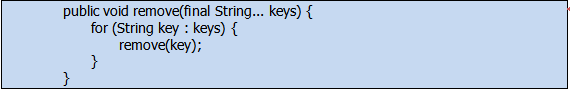 public void remove(final String... keys) {
for (String key : keys) {
remove(key);
}
}